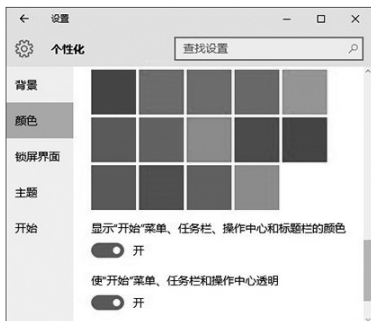 设置
个性化
查找设置
背景
颜色
锁屏界面
主题
开始
显示"开始"菜单、任务栏、操作中心和标题栏的颜色
开
使"开始"菜单、任务栏和操作中心透明
开